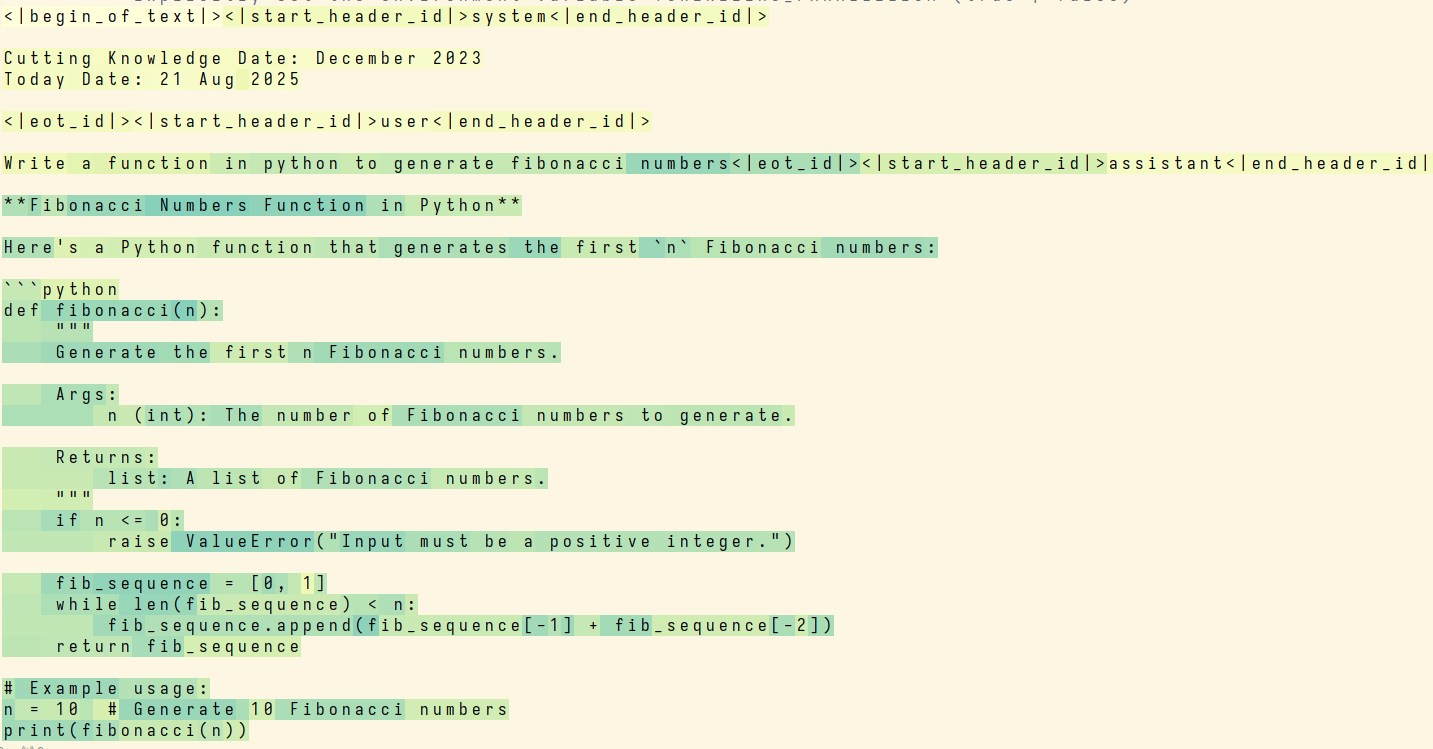 <|begin_of_text|><|start_header_id|>system<|end_header_id|>
Cutting Knowledge Date: December 2023
Today Date: 21 Aug 2025
<|eot_id|><|start_header_id|>user<|end_header_id|>
Write a function in python to generate fibonacci numbers<|eot_id|><|start_header_id|>assistant<|end_header_id|
**Fibonacci Numbers Function in Python**
Here's a Python function that generates the first `n` Fibonacci numbers:
```python
def fibonacci(n):
    """
    Generate the first n Fibonacci numbers.
    Args:
        n (int): The number of Fibonacci numbers to generate.
    Returns:
        list: A list of Fibonacci numbers.
    """
    if n <= 0:
        raise ValueError("Input must be a positive integer.")
    fib_sequence = [0, 1]
    while len(fib_sequence) < n:
        fib_sequence.append(fib_sequence[-1] + fib_sequence[-2])
    return fib_sequence
# Example usage:
n = 10  # Generate 10 Fibonacci numbers
print(fibonacci(n))